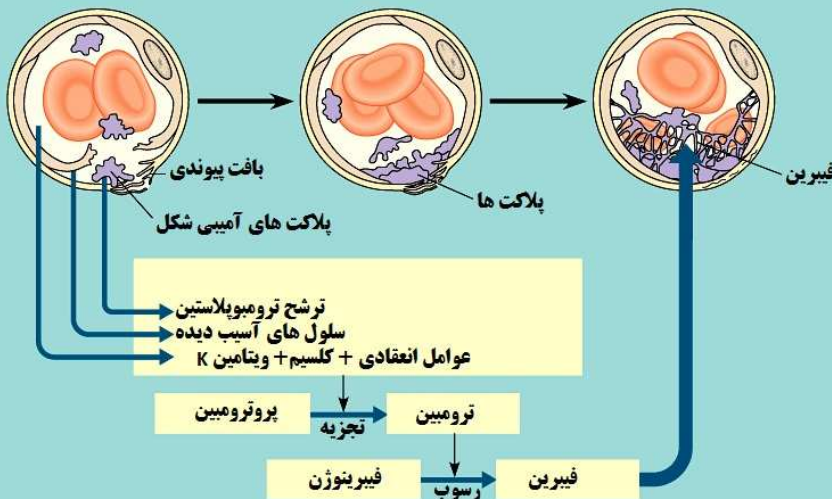 بافت پیوندی
پلاکت های آمیبی شکل
پلاکت ها
فیبرین
ترشح ترومبوپلاستین
سلول های آسیب دیده
عوامل انعقادی + کلسیم+ ویتامین K
پروترومبین
تجزیه
ترومبین
فیبرینوژن
رسوب
فیبرین